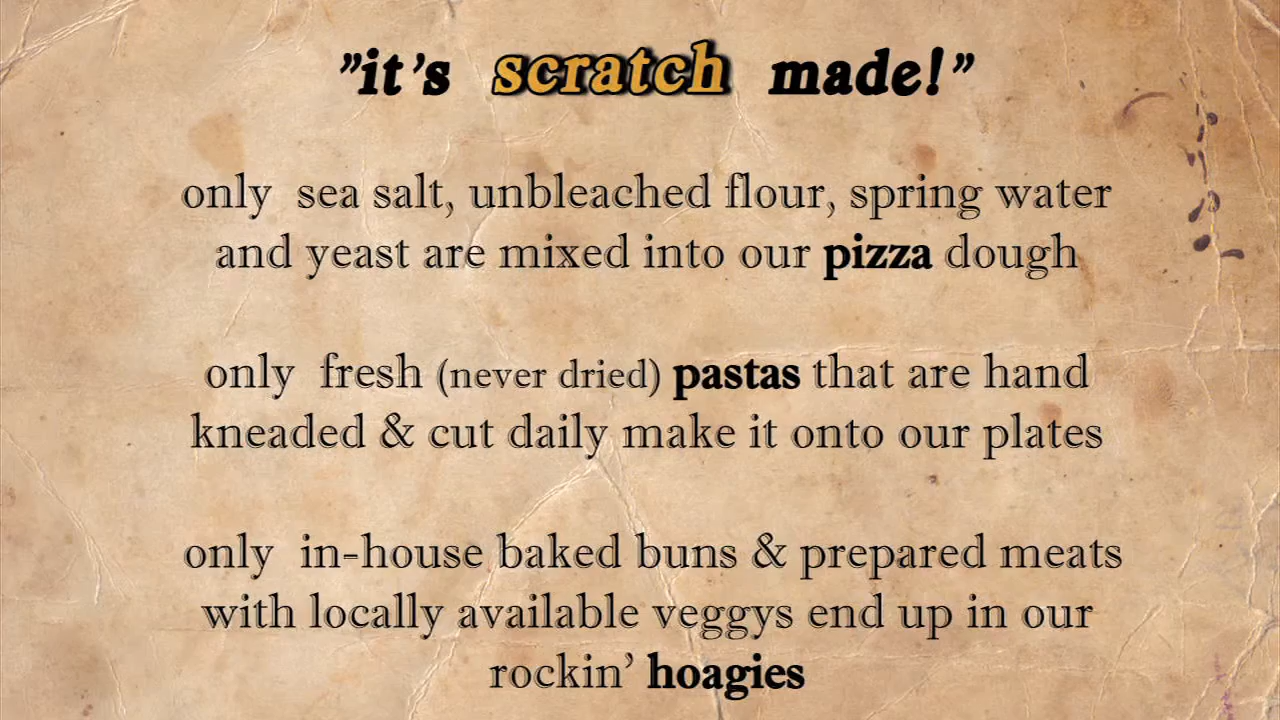 ”it’s scratch made!”
only sea salt, unbleached flour, spring water
and yeast are mixed into our pizza dough
only fresh (never dried) pastas that are hand
kneaded & cut daily make it onto our plates
only in-house baked buns & prepared meats
with locally available veggys end up in our
rockin’ hoagies